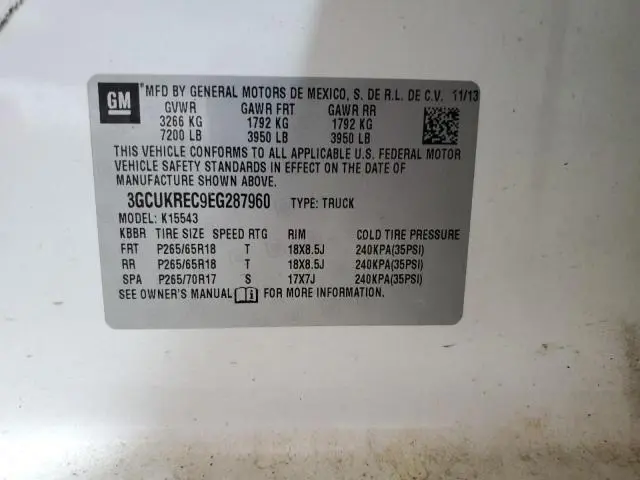 GM
®MFD BY GENERAL MOTORS DE MEXICO, S. DE R.L. DE C.V. 11/13
GVWR GAWR FRT GAWR RR
3266 KG 1792 KG 1792 KG
7200 LB 3950 LB 3950 LB
THIS VEHICLE CONFORMS TO ALL APPLICABLE U.S. FEDERAL MOTOR
VEHICLE SAFETY STANDARDS IN EFFECT ON THE DATE OF
MANUFACTURE SHOWN ABOVE.
3GCUKREC9EG287960 TYPE: TRUCK
MODEL: K15543
KBBR TIRE SIZE SPEED RTG RIM COLD TIRE PRESSURE
FRT P265/65R18 T 18X8.5J 240KPA(35PSI)
RR P265/65R18 T 18X8.5J 240KPA(35PSI)
SPA P265/70R17 S 17X7J 240KPA(35PSI)
SEE OWNER'S MANUAL FOR MORE INFORMATION.